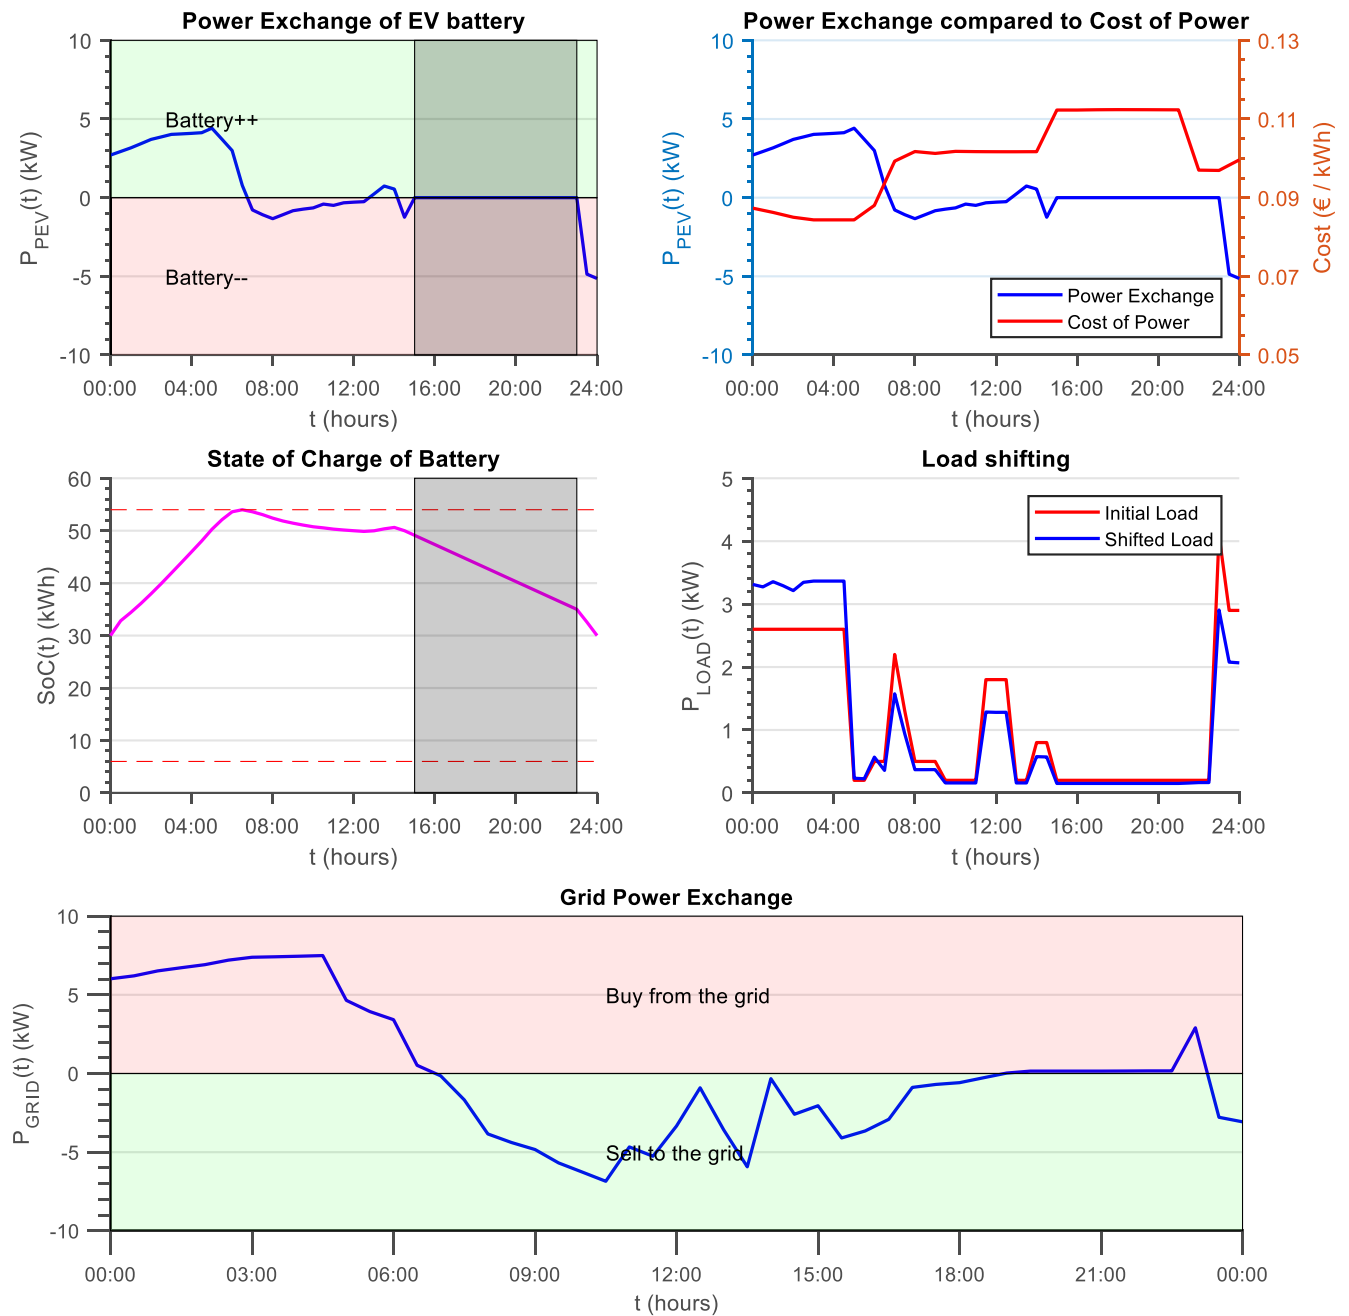 Power Exchange of EV battery
10
5
0
-5
-10
P_PEV(t) (kW)
Battery++
Battery--
00:00 04:00 08:00 12:00 16:00 20:00 24:00
t (hours)
Power Exchange compared to Cost of Power
10
5
0
-5
-10
P_PEV(t) (kW)
0.13
0.11
0.09
0.07
0.05
Cost (€ / kWh)
Power Exchange
Cost of Power
00:00 04:00 08:00 12:00 16:00 20:00 24:00
t (hours)
State of Charge of Battery
60
50
40
30
20
10
0
SoC(t) (kWh)
00:00 04:00 08:00 12:00 16:00 20:00 24:00
t (hours)
Load shifting
5
4
3
2
1
0
P_LOAD(t) (kW)
Initial Load
Shifted Load
00:00 04:00 08:00 12:00 16:00 20:00 24:00
t (hours)
Grid Power Exchange
10
5
0
-5
-10
P_GRID(t) (kW)
Buy from the grid
Sell to the grid
00:00 03:00 06:00 09:00 12:00 15:00 18:00 21:00 00:00
t (hours)